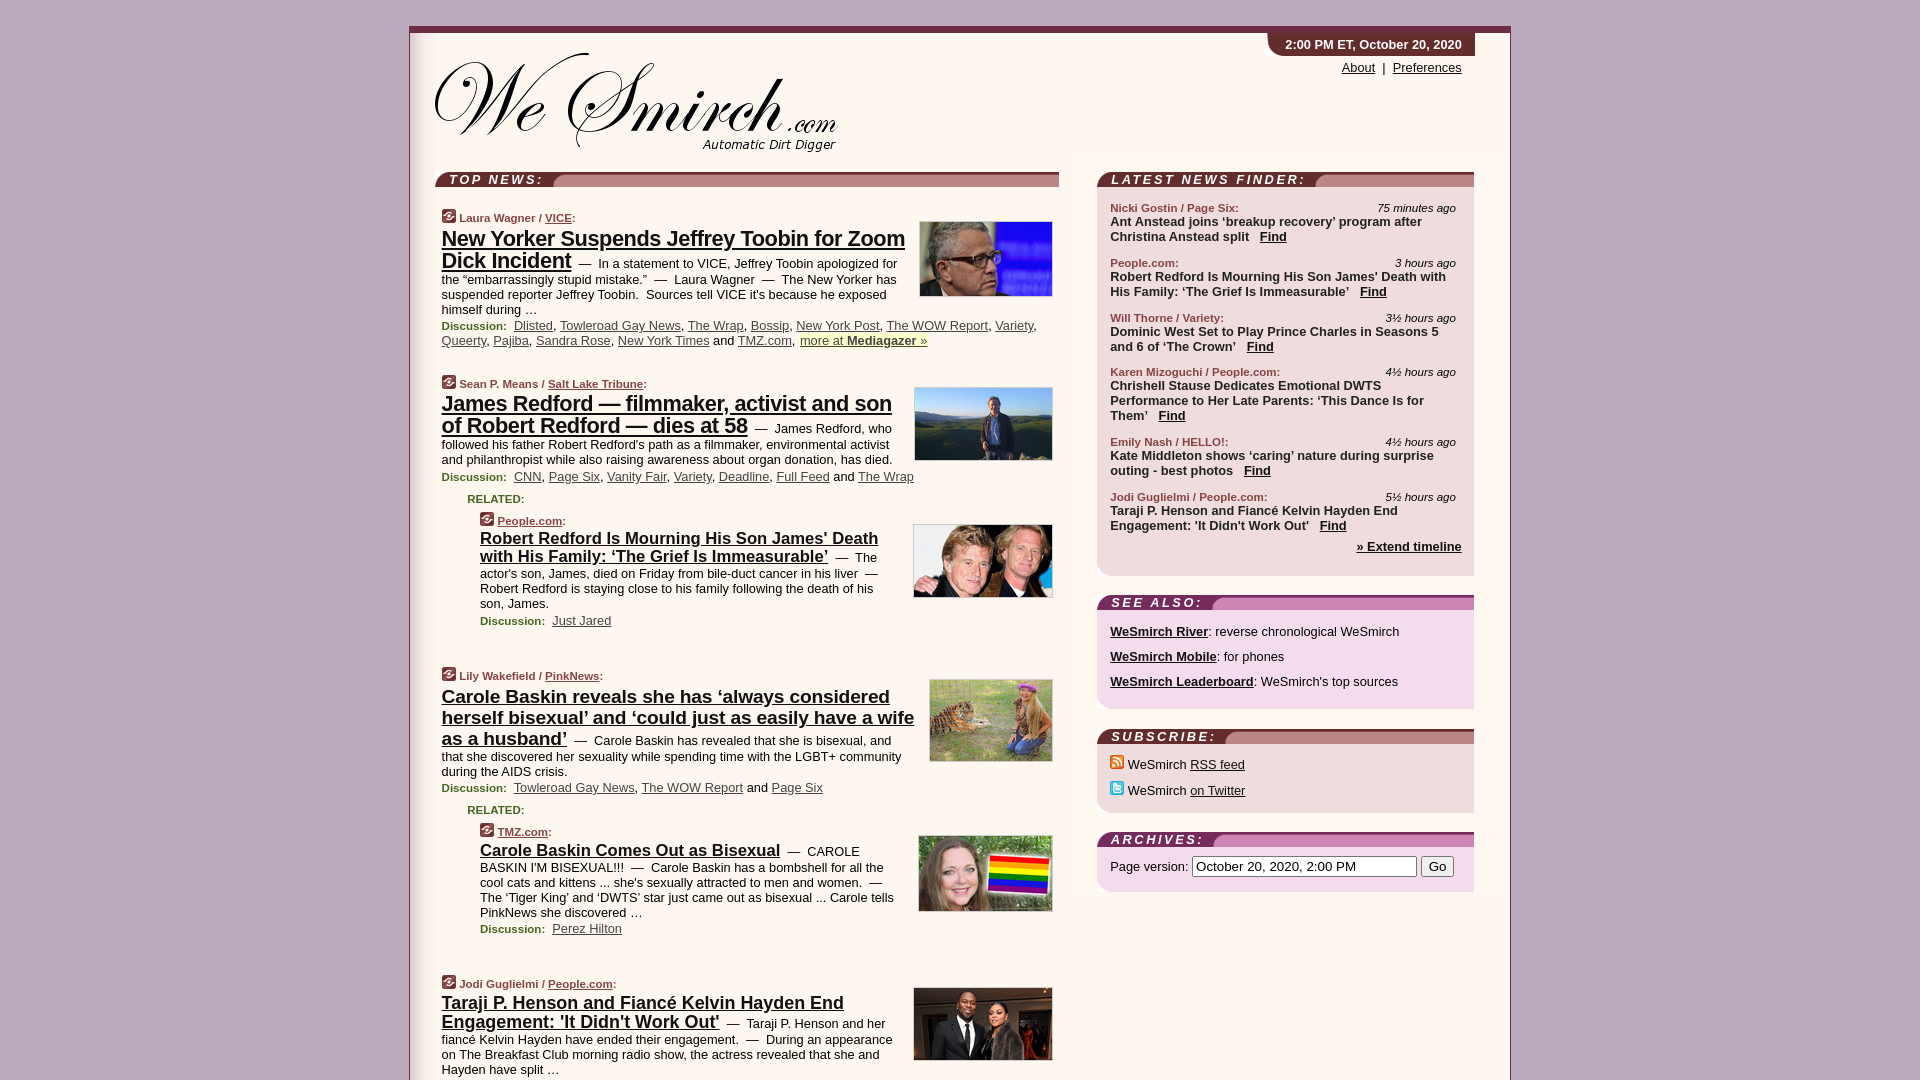 2:00 PM ET, October 20, 2020
About | Preferences
We Smirch .com
Automatic Dirt Digger
TOP NEWS:
Laura Wagner / VICE:
New Yorker Suspends Jeffrey Toobin for Zoom
Dick Incident — In a statement to VICE, Jeffrey Toobin apologized for
the “embarrassingly stupid mistake.” — Laura Wagner — The New Yorker has
suspended reporter Jeffrey Toobin. Sources tell VICE it's because he exposed
himself during …
Discussion: Dlisted, Towleroad Gay News, The Wrap, Bossip, New York Post, The WOW Report, Variety,
Queerty, Pajiba, Sandra Rose, New York Times and TMZ.com, more at Mediagazer »
Sean P. Means / Salt Lake Tribune:
James Redford — filmmaker, activist and son
of Robert Redford — dies at 58 — James Redford, who
followed his father Robert Redford's path as a filmmaker, environmental activist
and philanthropist while also raising awareness about organ donation, has died.
Discussion: CNN, Page Six, Vanity Fair, Variety, Deadline, Full Feed and The Wrap
RELATED:
People.com:
Robert Redford Is Mourning His Son James' Death
with His Family: ‘The Grief Is Immeasurable’ — The
actor's son, James, died on Friday from bile-duct cancer in his liver —
Robert Redford is staying close to his family following the death of his
son, James.
Discussion: Just Jared
Lily Wakefield / PinkNews:
Carole Baskin reveals she has ‘always considered
herself bisexual’ and ‘could just as easily have a wife
as a husband’ — Carole Baskin has revealed that she is bisexual, and
that she discovered her sexuality while spending time with the LGBT+ community
during the AIDS crisis.
Discussion: Towleroad Gay News, The WOW Report and Page Six
RELATED:
TMZ.com:
Carole Baskin Comes Out as Bisexual — CAROLE
BASKIN I'M BISEXUAL!!! — Carole Baskin has a bombshell for all the
cool cats and kittens ... she's sexually attracted to men and women. —
The ‘Tiger King’ and ‘DWTS’ star just came out as bisexual ... Carole tells
PinkNews she discovered …
Discussion: Perez Hilton
Jodi Guglielmi / People.com:
Taraji P. Henson and Fiancé Kelvin Hayden End
Engagement: 'It Didn't Work Out' — Taraji P. Henson and her
fiancé Kelvin Hayden have ended their engagement. — During an appearance
on The Breakfast Club morning radio show, the actress revealed that she and
Hayden have split …
LATEST NEWS FINDER:
Nicki Gostin / Page Six: 75 minutes ago
Ant Anstead joins ‘breakup recovery’ program after
Christina Anstead split Find
People.com: 3 hours ago
Robert Redford Is Mourning His Son James' Death with
His Family: ‘The Grief Is Immeasurable’ Find
Will Thorne / Variety: 3½ hours ago
Dominic West Set to Play Prince Charles in Seasons 5
and 6 of ‘The Crown’ Find
Karen Mizoguchi / People.com: 4½ hours ago
Chrishell Stause Dedicates Emotional DWTS
Performance to Her Late Parents: ‘This Dance Is for
Them’ Find
Emily Nash / HELLO!: 4½ hours ago
Kate Middleton shows ‘caring’ nature during surprise
outing - best photos Find
Jodi Guglielmi / People.com: 5½ hours ago
Taraji P. Henson and Fiancé Kelvin Hayden End
Engagement: 'It Didn't Work Out' Find
» Extend timeline
SEE ALSO:
WeSmirch River: reverse chronological WeSmirch
WeSmirch Mobile: for phones
WeSmirch Leaderboard: WeSmirch's top sources
SUBSCRIBE:
WeSmirch RSS feed
WeSmirch on Twitter
ARCHIVES:
Page version: October 20, 2020, 2:00 PM Go